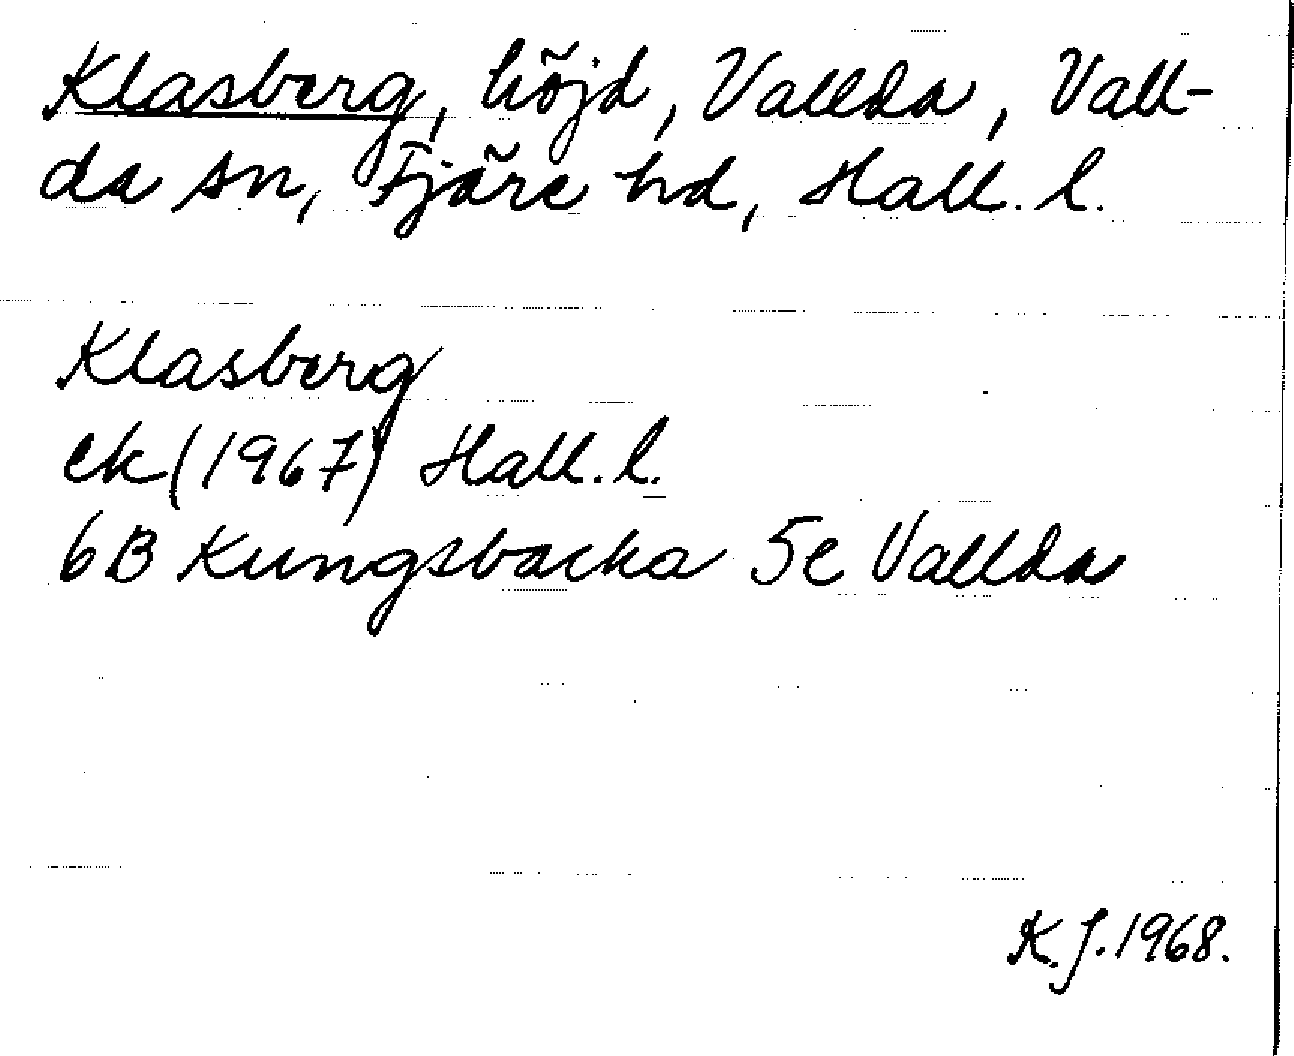 Klasberg, höjd, Vallda, Vall-
da sn, Fjäre hd, Hall. l.
Klasberg
ek (1967) Hall. l.
6B Kungsbacka 5e Vallda
K.J. 1968.